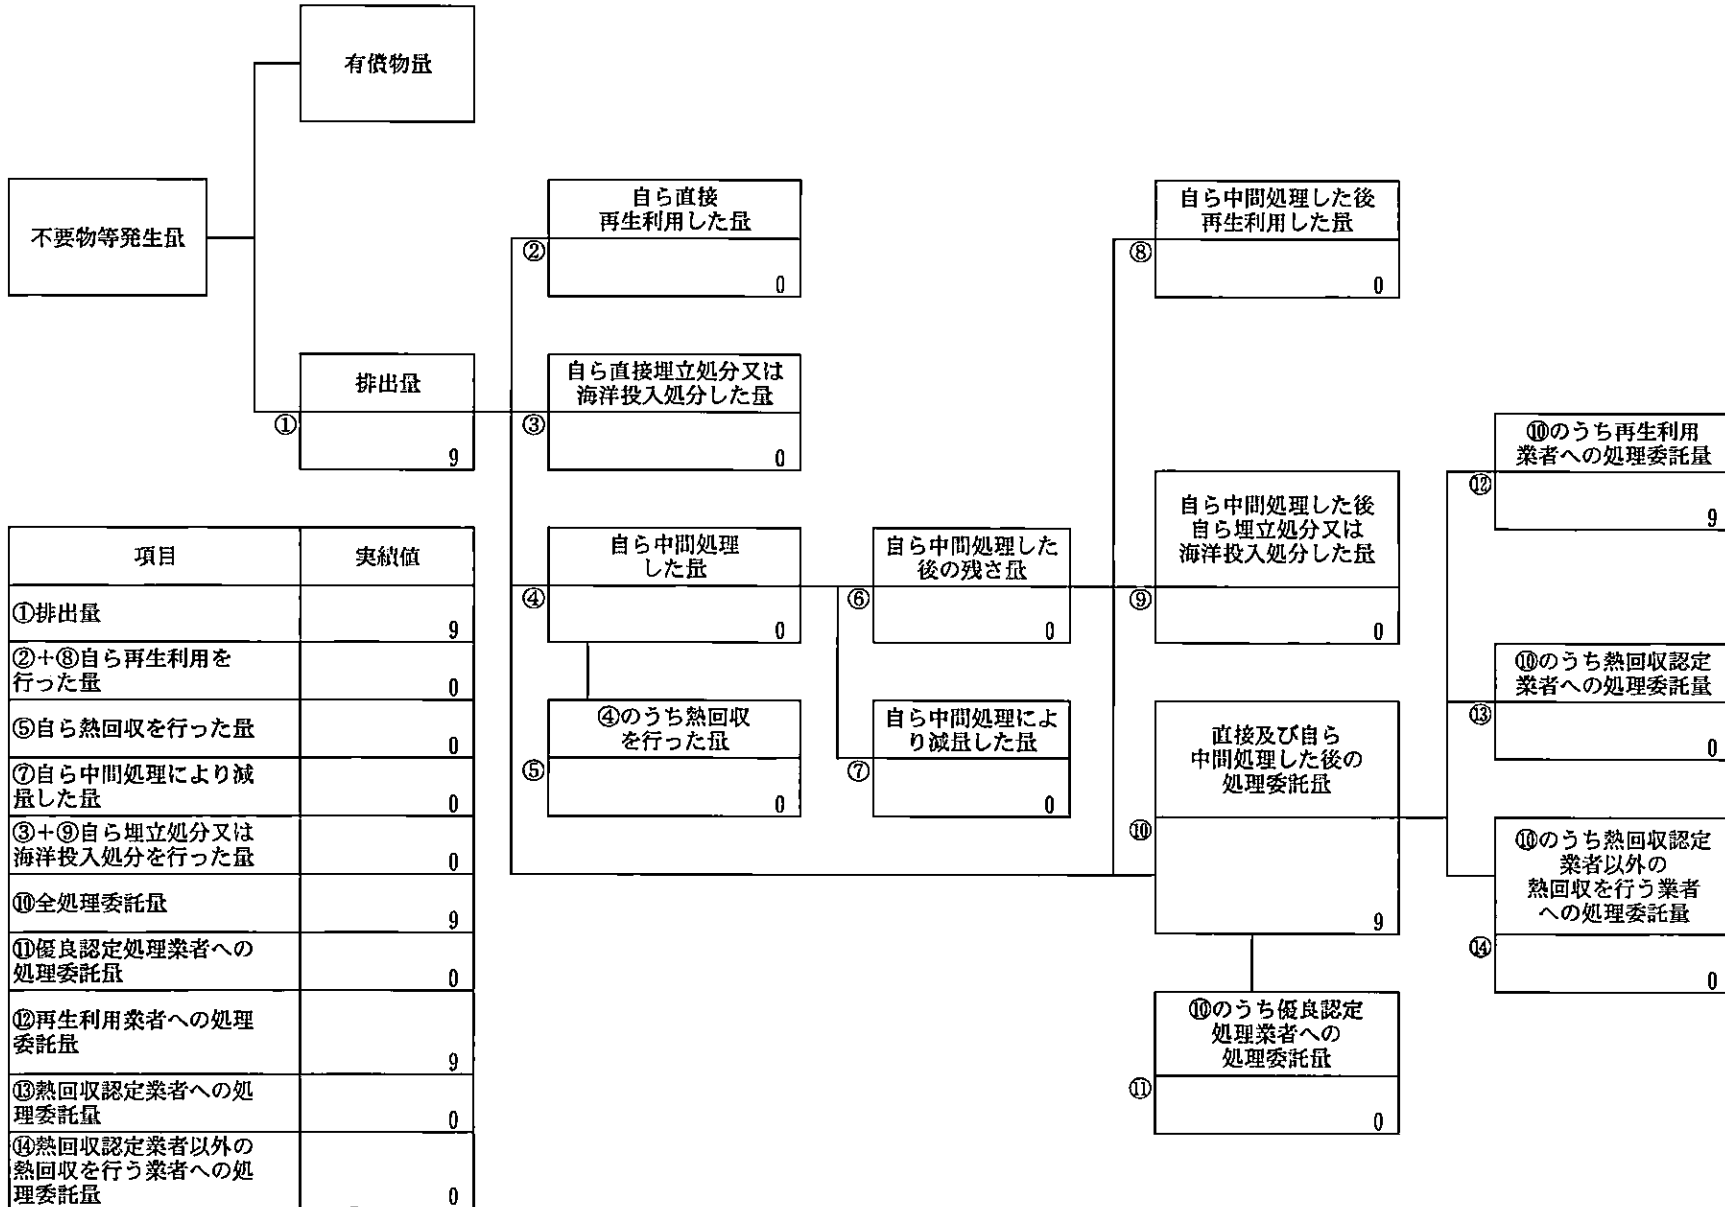 有償物量
不要物等発生量
排出量
①
9
自ら直接
再生利用した量
②
0
自ら直接埋立処分又は
海洋投入処分した量
③
0
自ら中間処理
した量
④
0
④のうち熱回収
を行った量
⑤
0
自ら中間処理した
後の残さ量
⑥
0
自ら中間処理によ
り減量した量
⑦
0
自ら中間処理した後
再生利用した量
⑧
0
自ら中間処理した後
自ら埋立処分又は
海洋投入処分した量
⑨
0
直接及び自ら
中間処理した後の
処理委託量
⑩
9
⑩のうち優良認定
処理業者への
処理委託量
⑪
0
⑩のうち再生利用
業者への処理委託量
⑫
9
⑩のうち熱回収認定
業者への処理委託量
⑬
0
⑩のうち熱回収認定
業者以外の
熱回収を行う業者
への処理委託量
⑭
0
項目 実績値
①排出量
9
②+⑧自ら再生利用を
行った量
0
⑤自ら熱回収を行った量
0
⑦自ら中間処理により減
量した量
0
③+⑨自ら埋立処分又は
海洋投入処分を行った量
0
⑩全処理委託量
9
⑪優良認定処理業者への
処理委託量
0
⑫再生利用業者への処理
委託量
9
⑬熱回収認定業者への処
理委託量
0
⑭熱回収認定業者以外の
熱回収を行う業者への処
理委託量
0